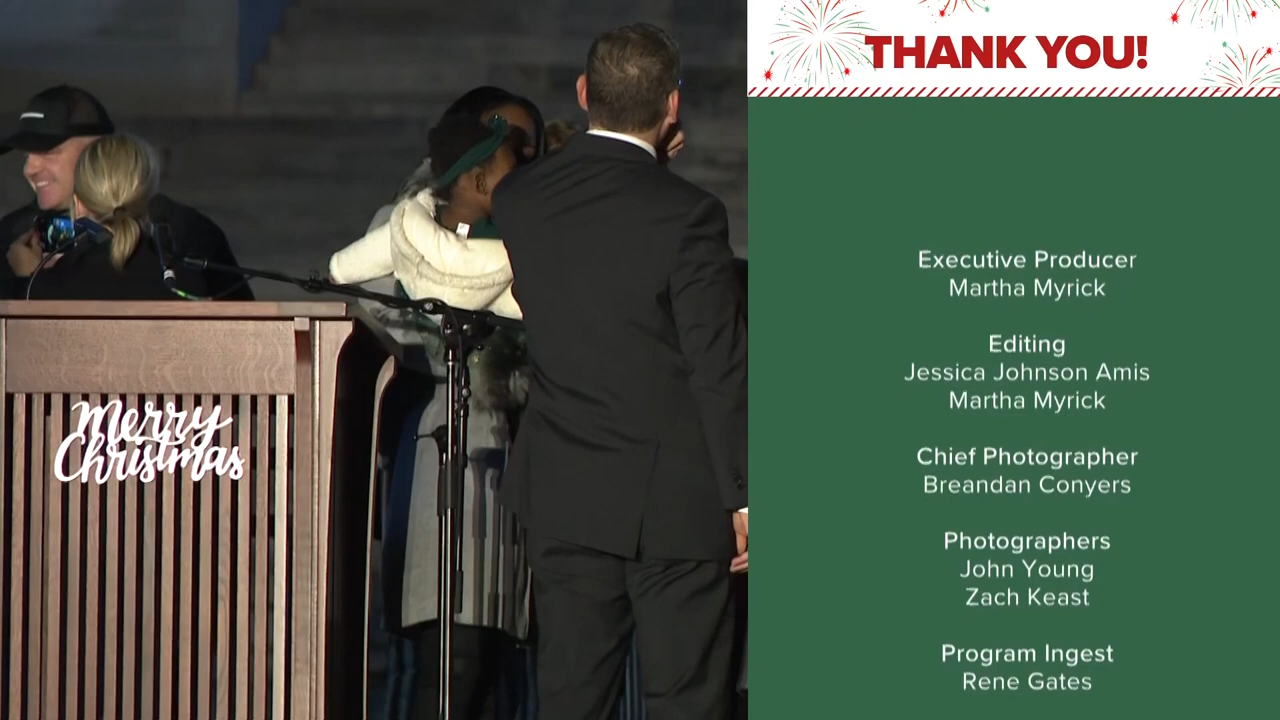 Merry
Christmas
THANK YOU!
Executive Producer
Martha Myrick
Editing
Jessica Johnson Amis
Martha Myrick
Chief Photographer
Breandan Conyers
Photographers
John Young
Zach Keast
Program Ingest
Rene Gates